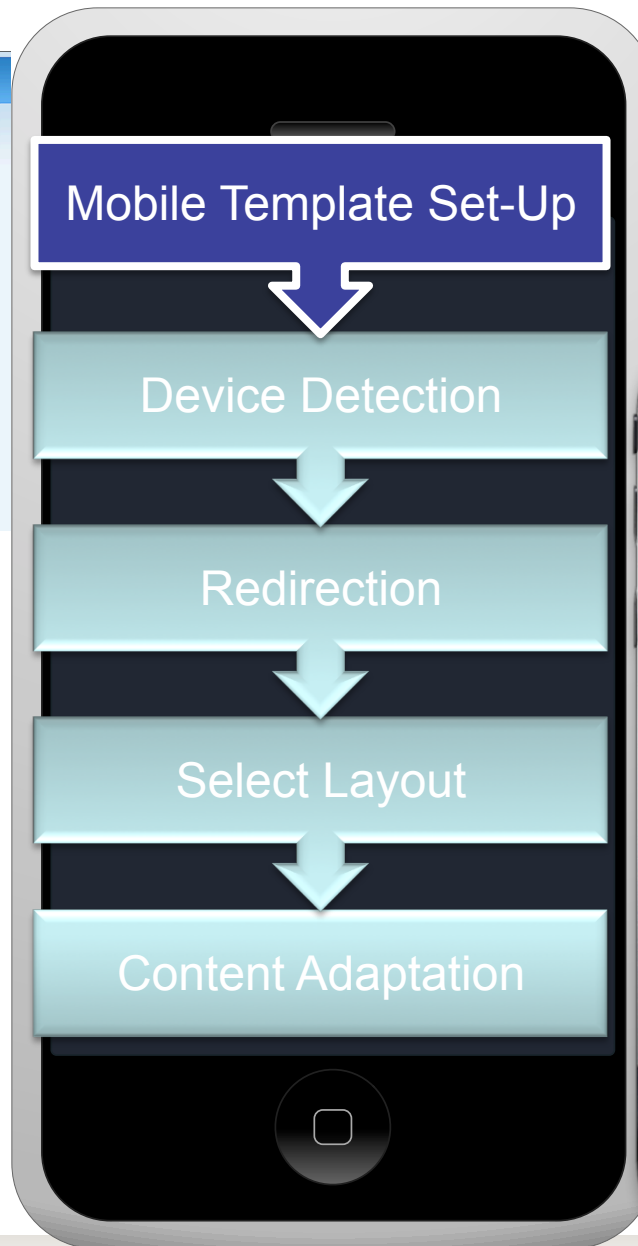 Mobile Template Set-Up
Device Detection
Redirection
Select Layout
Content Adaptation